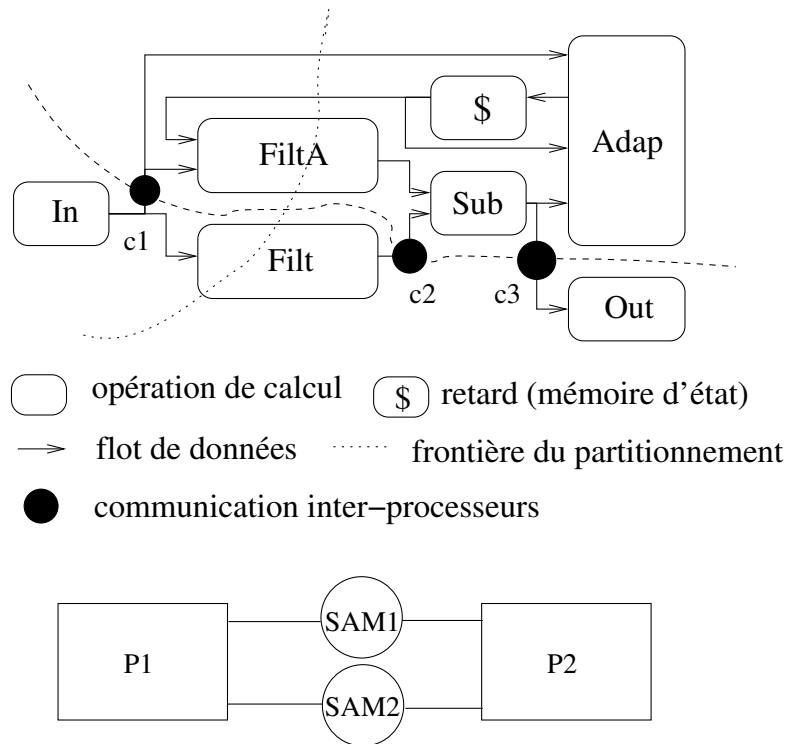 $
FiltA
Adap
In
Sub
c1
Filt
c2
c3
Out
opération de calcul
$ retard (mémoire d'état)
flot de données
frontière du partitionnement
communication inter−processeurs
SAM1
P1
P2
SAM2